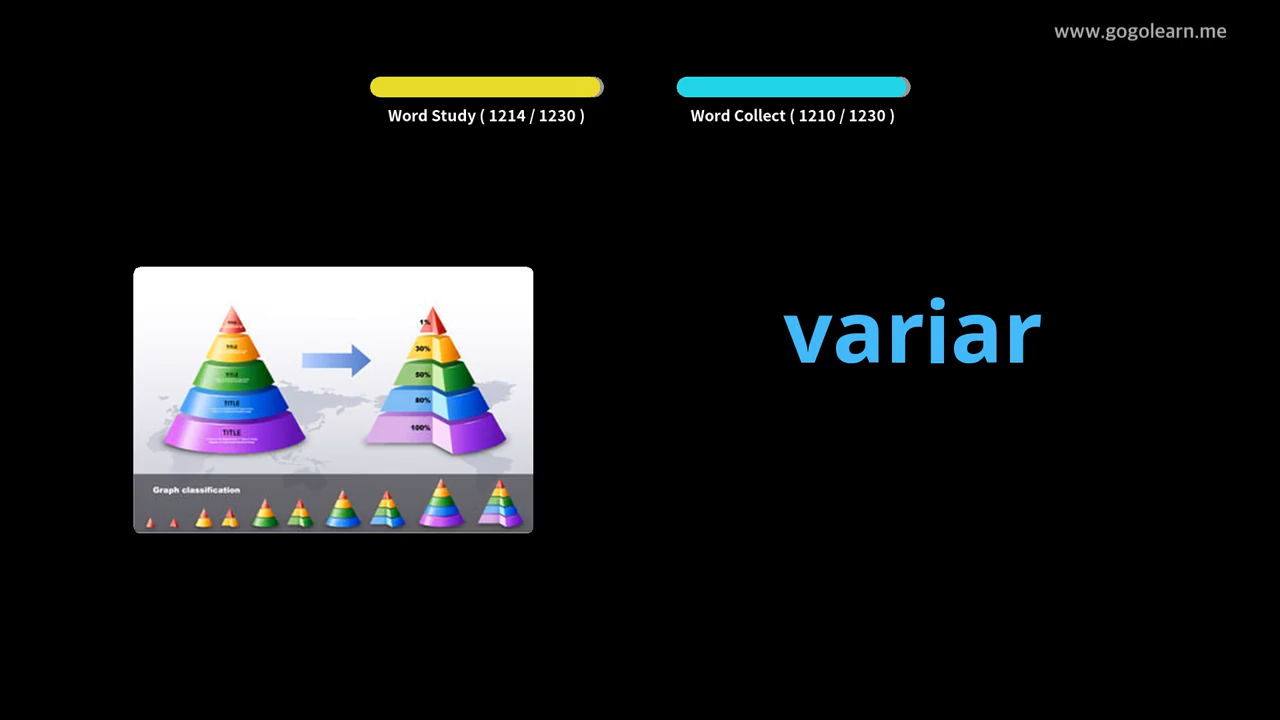 www.gogolearn.me
Word Study ( 1214 / 1230 )
Word Collect ( 1210 / 1230 )
variar
TITLE
TITLE
TITLE
TITLE
1%
30%
50%
80%
100%
Graph classification